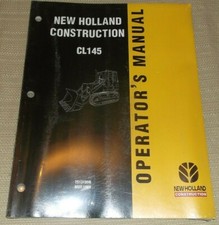 NEW HOLLAND
CONSTRUCTION
CL145
OPERATOR'S MANUAL
NEW HOLLAND
CONSTRUCTION